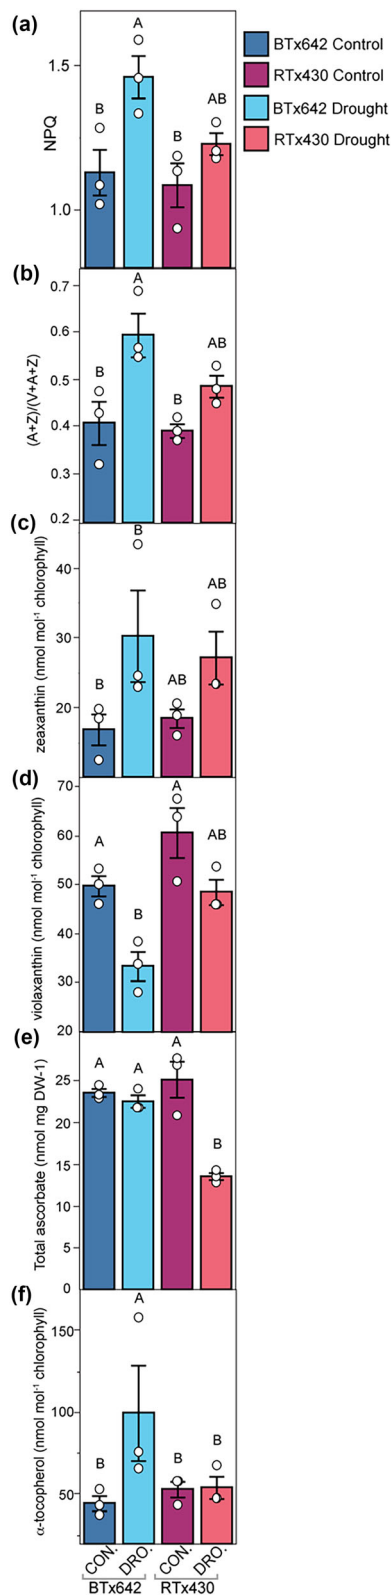 (a)
BTx642 Control
RTx430 Control
BTx642 Drought
RTx430 Drought
NPQ
1.5
1.0
B
A
B
AB
(b)
(A+Z)/(V+A+Z)
0.7
0.6
0.5
0.4
0.3
0.2
B
A
B
AB
(c)
zeaxanthin (nmol mol⁻¹ chlorophyll)
40
30
20
B
B
AB
AB
(d)
violaxanthin (nmol mol⁻¹ chlorophyll)
70
60
50
40
30
20
A
B
A
AB
(e)
Total ascorbate (nmol mg DW-1)
25
20
15
10
5
0
A
A
A
B
(f)
α-tocopherol (nmol mol⁻¹ chlorophyll)
150
100
50
B
A
B
B
CON. DRO. CON. DRO.
BTx642 RTx430